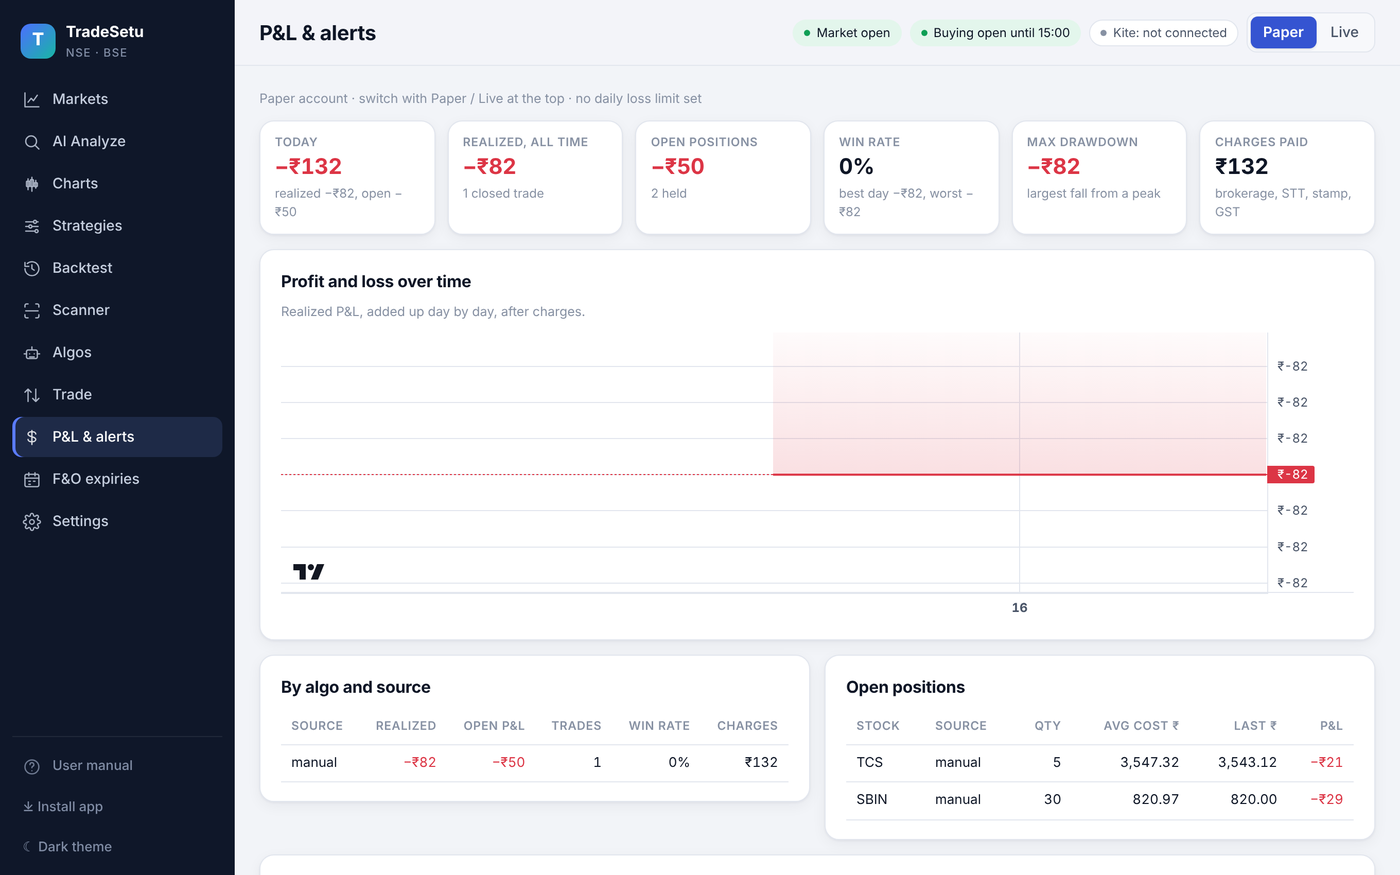 T
TradeSetu
NSE · BSE
Markets
AI Analyze
Charts
Strategies
Backtest
Scanner
Algos
Trade
P&L & alerts
F&O expiries
Settings
User manual
Install app
Dark theme
P&L & alerts
Market open
Buying open until 15:00
Kite: not connected
Paper
Live
Paper account · switch with Paper / Live at the top · no daily loss limit set
TODAY
−₹132
realized −₹82, open −
₹50
REALIZED, ALL TIME
−₹82
1 closed trade
OPEN POSITIONS
−₹50
2 held
WIN RATE
0%
best day −₹82, worst −
₹82
MAX DRAWDOWN
−₹82
largest fall from a peak
CHARGES PAID
₹132
brokerage, STT, stamp,
GST
Profit and loss over time
Realized P&L, added up day by day, after charges.
₹-82
₹-82
₹-82
₹-82
₹-82
₹-82
₹-82
16
By algo and source
SOURCE REALIZED OPEN P&L TRADES WIN RATE CHARGES
manual −₹82 −₹50 1 0% ₹132
Open positions
STOCK SOURCE QTY AVG COST ₹ LAST ₹ P&L
TCS manual 5 3,547.32 3,543.12 −₹21
SBIN manual 30 820.97 820.00 −₹29